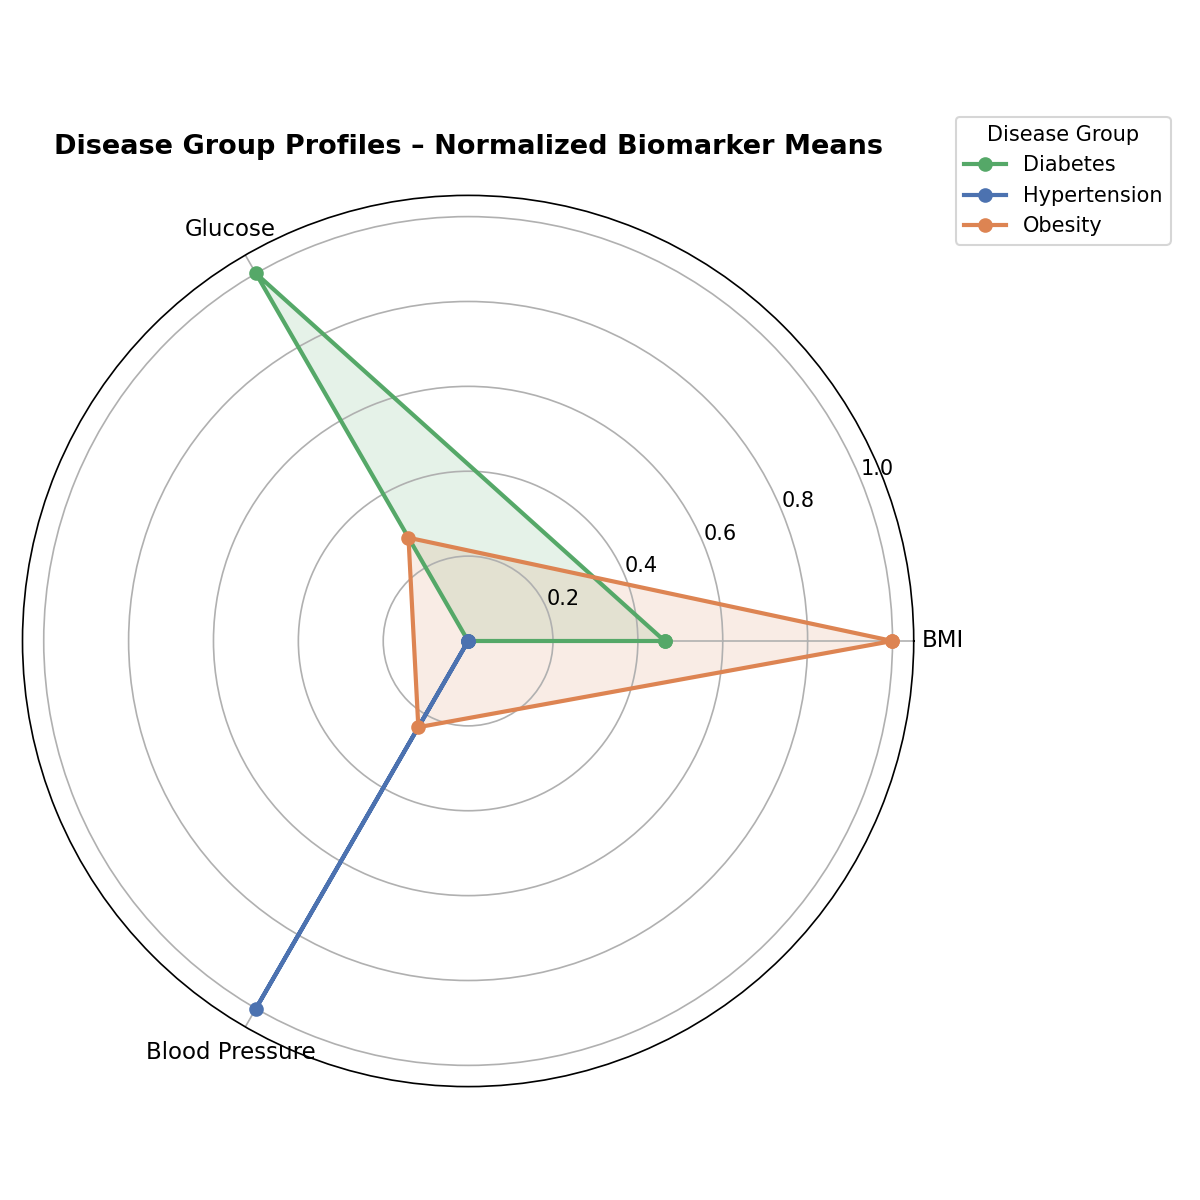 Disease Group Profiles – Normalized Biomarker Means
Disease Group
Diabetes
Hypertension
Obesity
Glucose
1.0
0.8
0.6
0.4
0.2
BMI
Blood Pressure